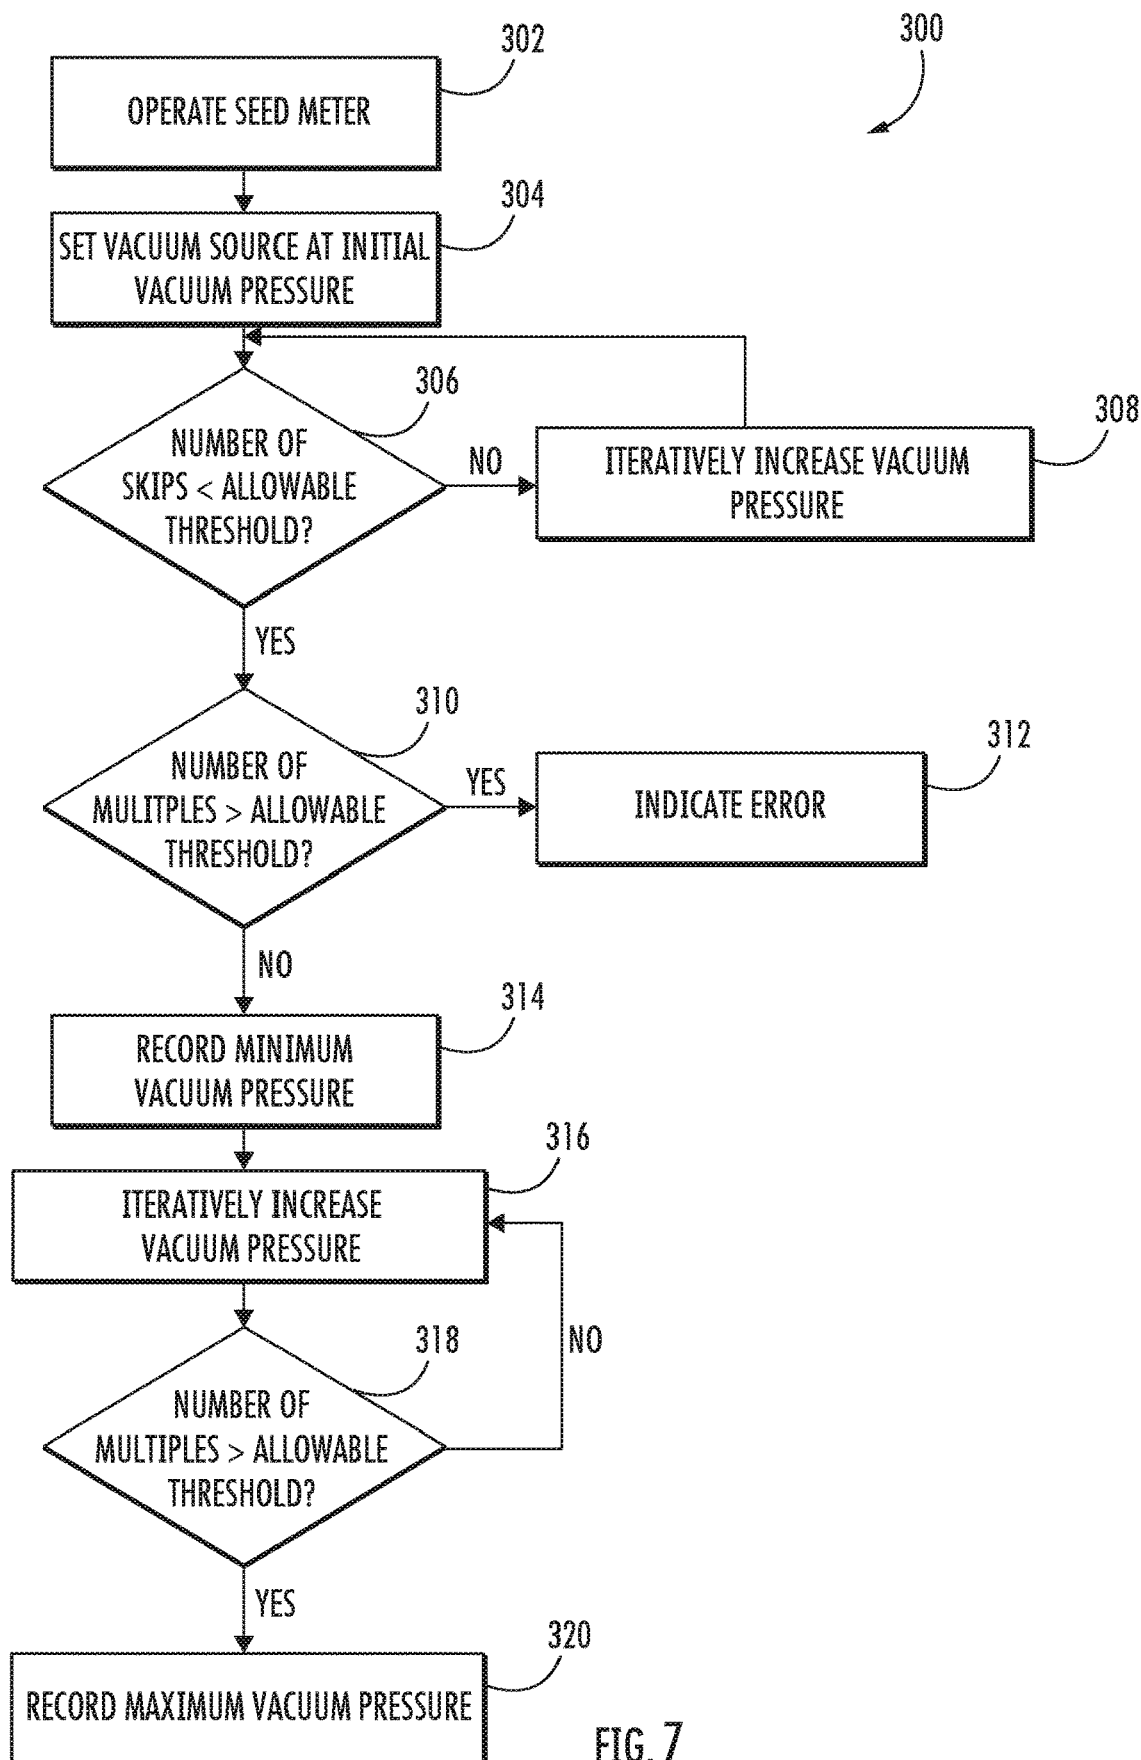 300
302
OPERATE SEED METER
304
SET VACUUM SOURCE AT INITIAL
VACUUM PRESSURE
306
NUMBER OF
SKIPS < ALLOWABLE
THRESHOLD?
NO
308
ITERATIVELY INCREASE VACUUM
PRESSURE
YES
310
NUMBER OF
MULITPLES > ALLOWABLE
THRESHOLD?
YES
312
INDICATE ERROR
NO
314
RECORD MINIMUM
VACUUM PRESSURE
316
ITERATIVELY INCREASE
VACUUM PRESSURE
318
NUMBER OF
MULTIPLES > ALLOWABLE
THRESHOLD?
NO
YES
320
RECORD MAXIMUM VACUUM PRESSURE
FIG. 7